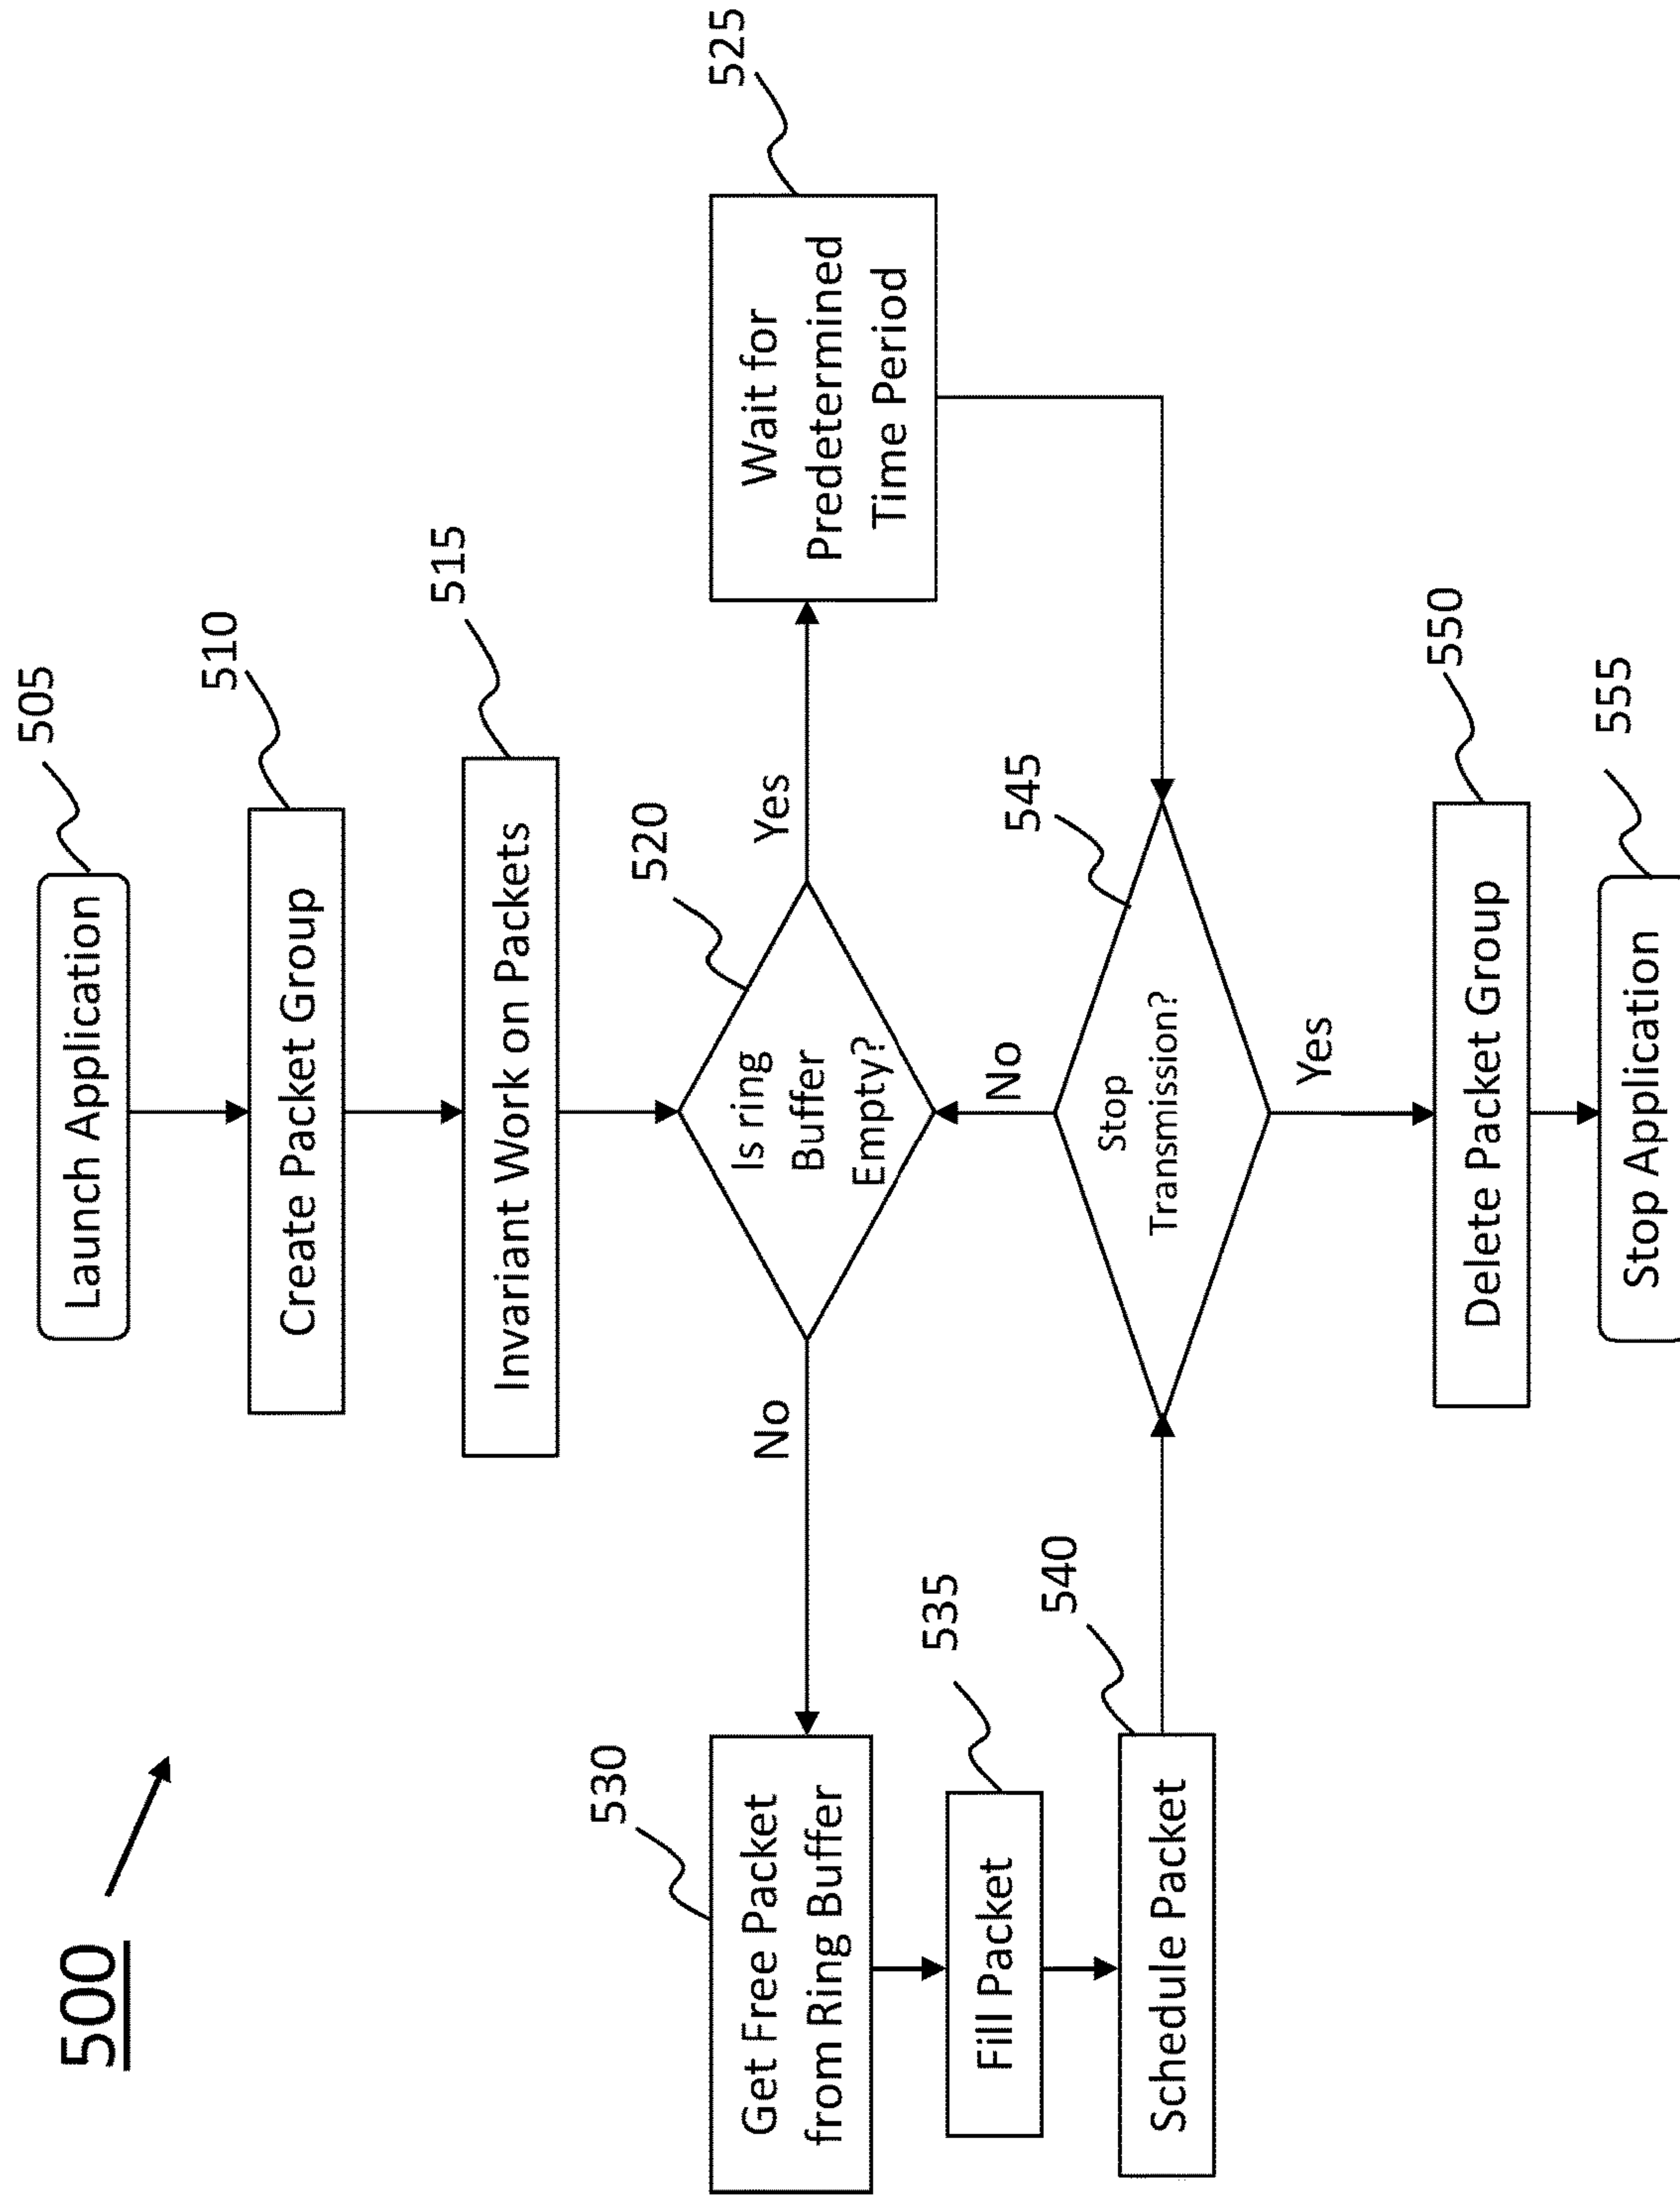 500
505
Launch Application
510
Create Packet Group
515
Invariant Work on Packets
520
Is ring
Buffer
Empty?
No
Yes
525
Wait for
Predetermined
Time Period
530
Get Free Packet
from Ring Buffer
535
Fill Packet
540
Schedule Packet
No
545
Stop
Transmission?
Yes
550
Delete Packet Group
555
Stop Application